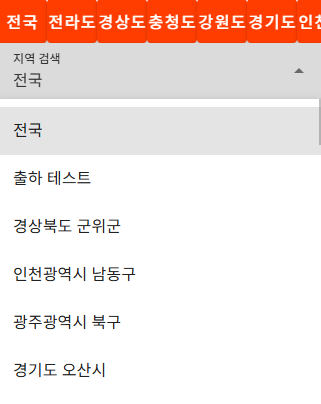 전국 전라도 경상도 충청도 강원도 경기도
지역 검색
전국
전국
출하 테스트
경상북도 군위군
인천광역시 남동구
광주광역시 북구
경기도 오산시